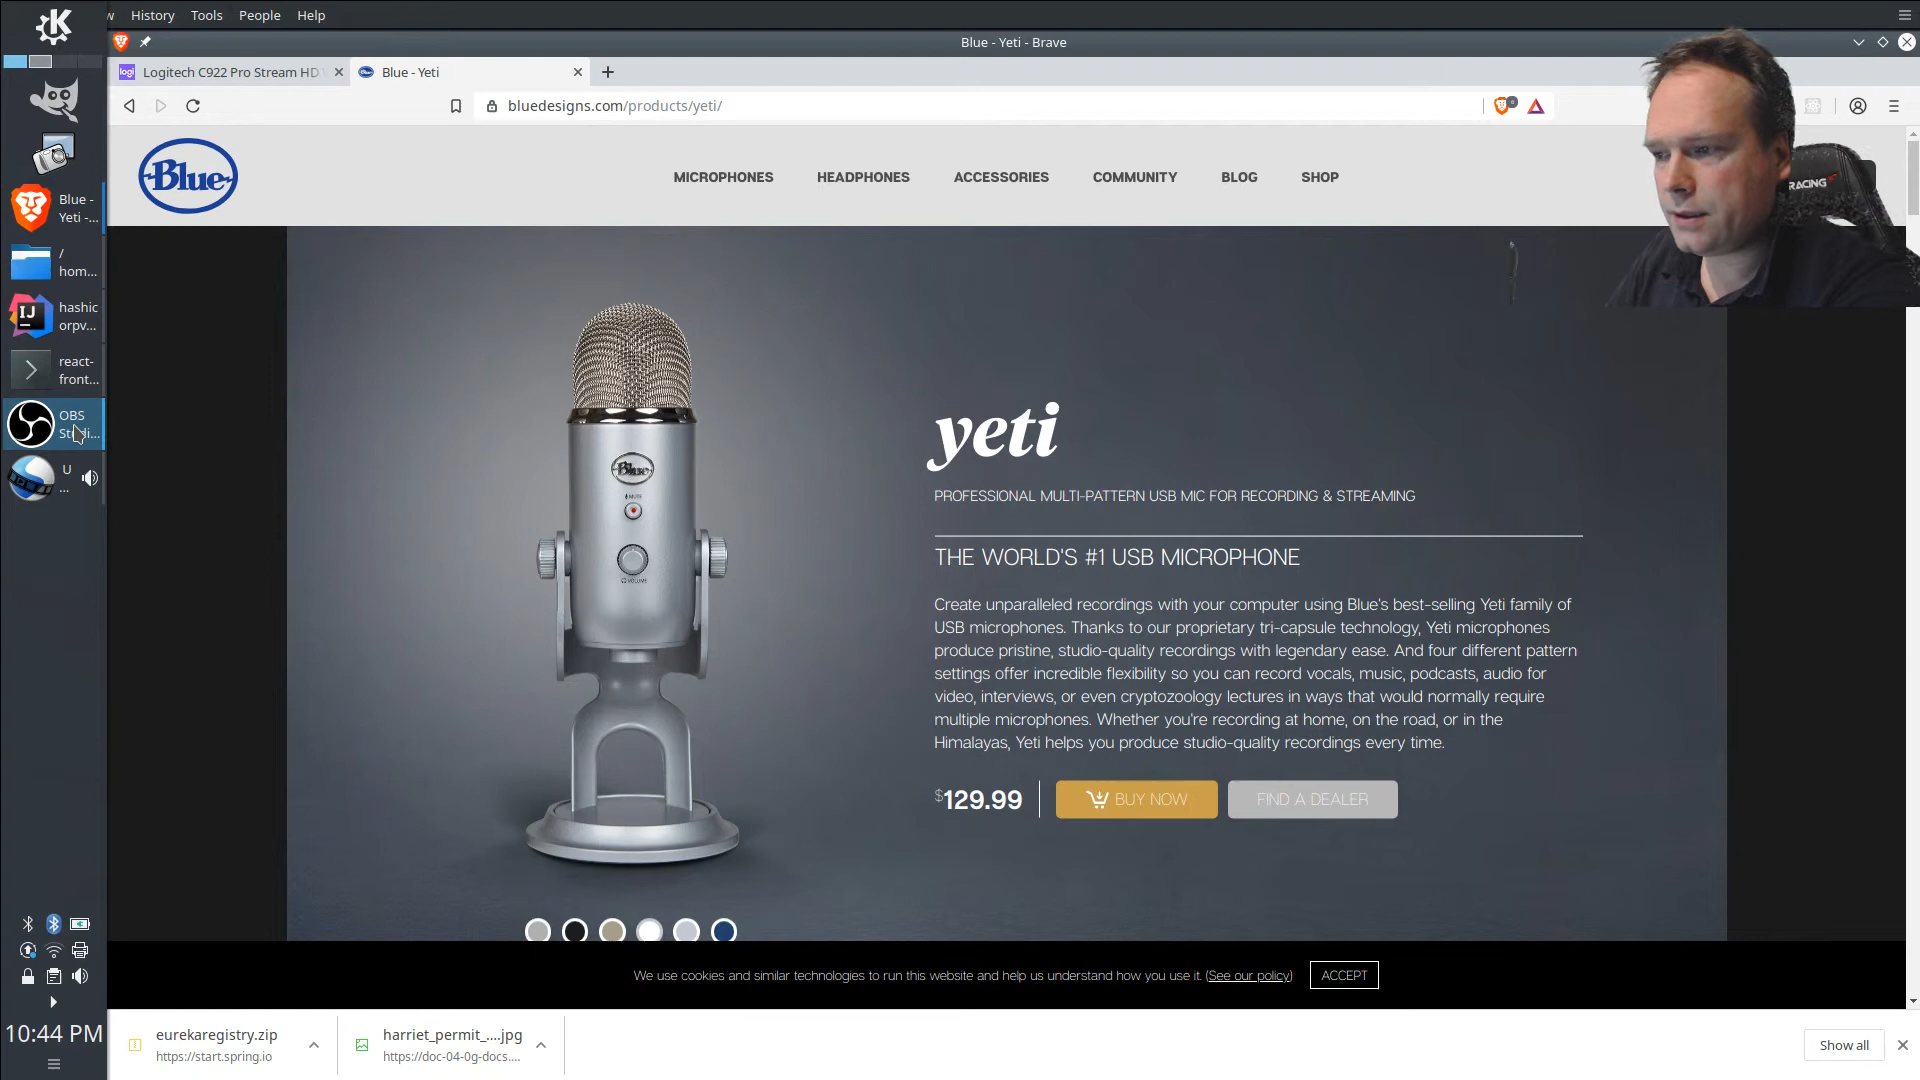 w History Tools People Help
Blue - Yeti - Brave
logi Logitech C922 Pro Stream HD
Blue - Yeti
bluedesigns.com/products/yeti/
Blue
MICROPHONES HEADPHONES ACCESSORIES COMMUNITY BLOG SHOP
RACING
Blue -
Yeti -...
/
hom...
IJ
hashic
orpv...
react-
front...
OBS
Studi...
U
...
Blue
MUTE
VOLUME
yeti
PROFESSIONAL MULTI-PATTERN USB MIC FOR RECORDING & STREAMING
THE WORLD'S #1 USB MICROPHONE
Create unparalleled recordings with your computer using Blue's best-selling Yeti family of
USB microphones. Thanks to our proprietary tri-capsule technology, Yeti microphones
produce pristine, studio-quality recordings with legendary ease. And four different pattern
settings offer incredible flexibility so you can record vocals, music, podcasts, audio for
video, interviews, or even cryptozoology lectures in ways that would normally require
multiple microphones. Whether you're recording at home, on the road, or in the
Himalayas, Yeti helps you produce studio-quality recordings every time.
$129.99 BUY NOW FIND A DEALER
We use cookies and similar technologies to run this website and help us understand how you use it. (See our policy) ACCEPT
10:44 PM
eurekaregistry.zip
https://start.spring.io
harriet_permit_....jpg
https://doc-04-0g-docs....
Show all